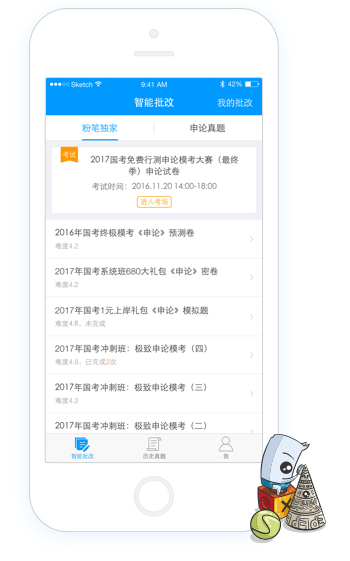 Sketch
9:41 AM
42%
智能批改
我的批改
粉笔独家
申论真题
考试
2017国考免费行测申论模考大赛（最终
季）申论试卷
考试时间：2016.11.20 14:00-18:00
进入考场
2016年国考终极模考《申论》预测卷
难度4.2
2017年国考系统班680大礼包《申论》密卷
难度4.2
2017年国考1元上岸礼包《申论》模拟题
难度4.8，未完成
2017年国考冲刺班：极致申论模考（四）
难度4.8，已完成2次
2017年国考冲刺班：极致申论模考（三）
难度4.2
2017年国考冲刺班：极致申论模考（二）
智能批改
历史真题
我